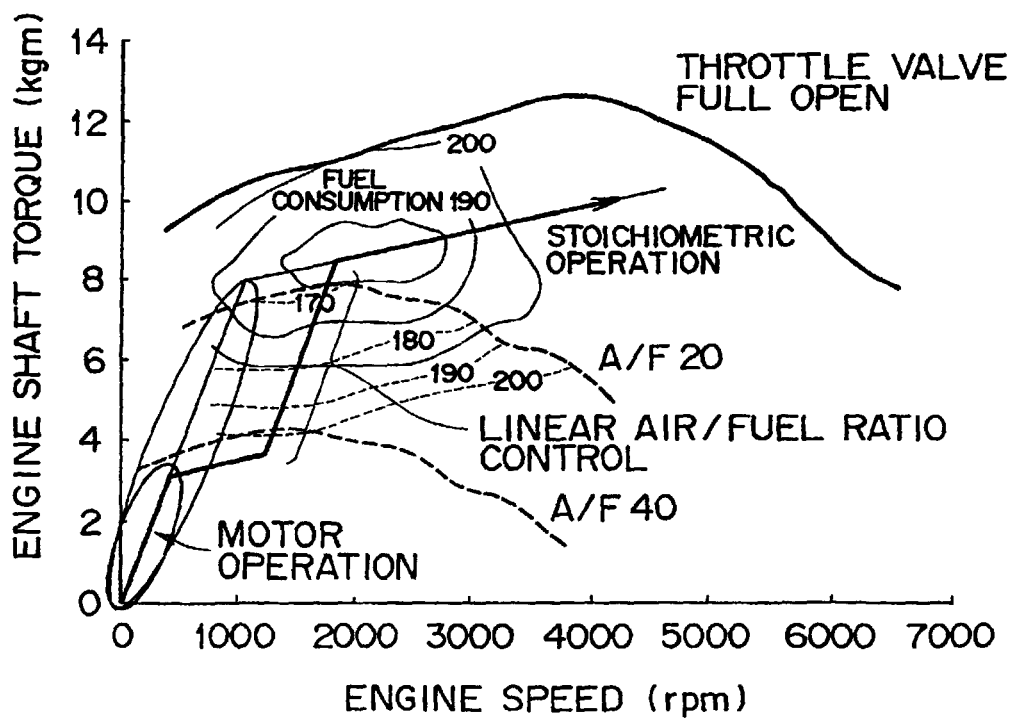 ENGINE SHAFT TORQUE (kgm)
14
12
10
8
6
4
2
0
THROTTLE VALVE
FULL OPEN
200
FUEL
CONSUMPTION 190
STOICHIOMETRIC
OPERATION
170
180
190
200
A/F 20
LINEAR AIR/FUEL RATIO
CONTROL
A/F 40
MOTOR
OPERATION
0 1000 2000 3000 4000 5000 6000 7000
ENGINE SPEED (rpm)